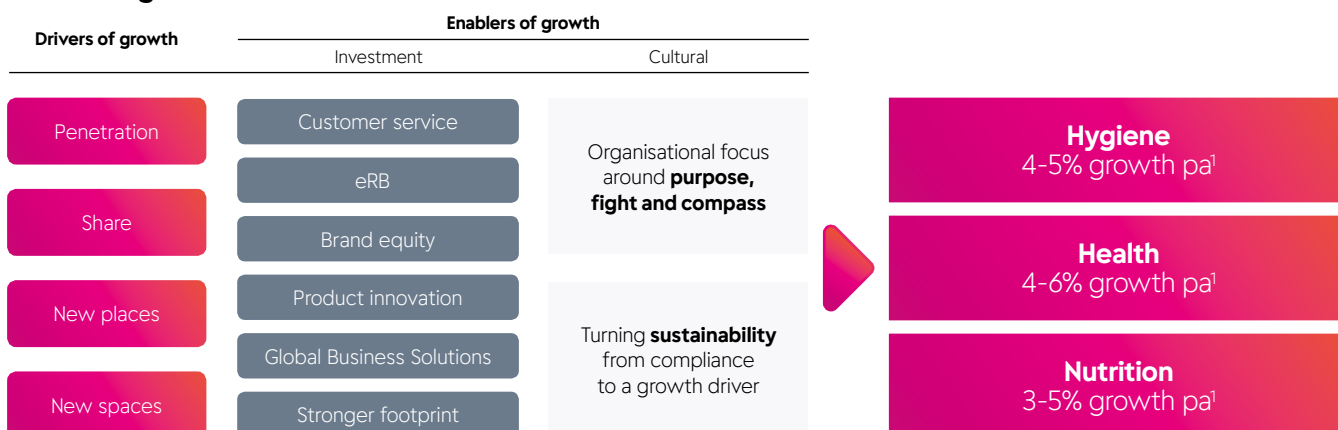 Drivers of growth
Enablers of growth
Investment
Cultural
Penetration
Share
New places
New spaces
Customer service
eRB
Brand equity
Product innovation
Global Business Solutions
Stronger footprint
Organisational focus
around purpose,
fight and compass
Turning sustainability
from compliance
to a growth driver
Hygiene
4-5% growth pa¹
Health
4-6% growth pa¹
Nutrition
3-5% growth pa¹